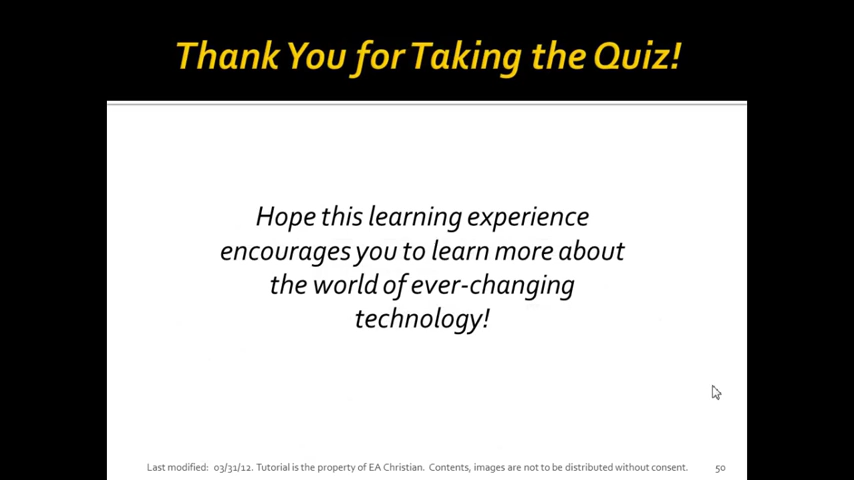 Thank You for Taking the Quiz!
Hope this learning experience
encourages you to learn more about
the world of ever-changing
technology!
Last modified: 03/31/12. Tutorial is the property of EA Christian. Contents, images are not to be distributed without consent. 50